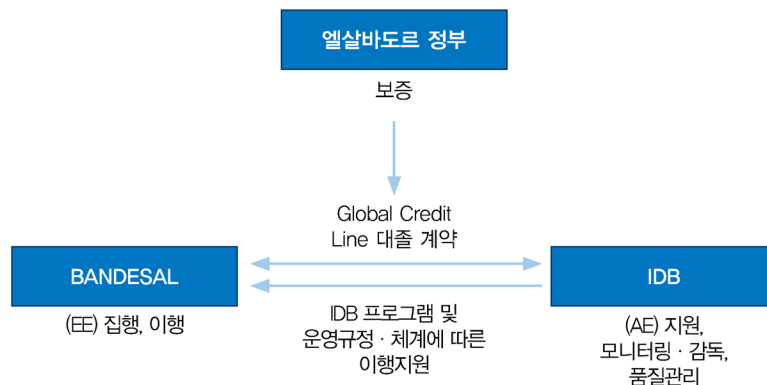 엘살바도르 정부
보증
Global Credit
Line 대졸 계약
BANDESAL
IDB
(EE) 집행, 이행
IDB 프로그램 및
운영규정·체계에 따른
이행지원
(AE) 지원,
모니터링·감독,
품질관리